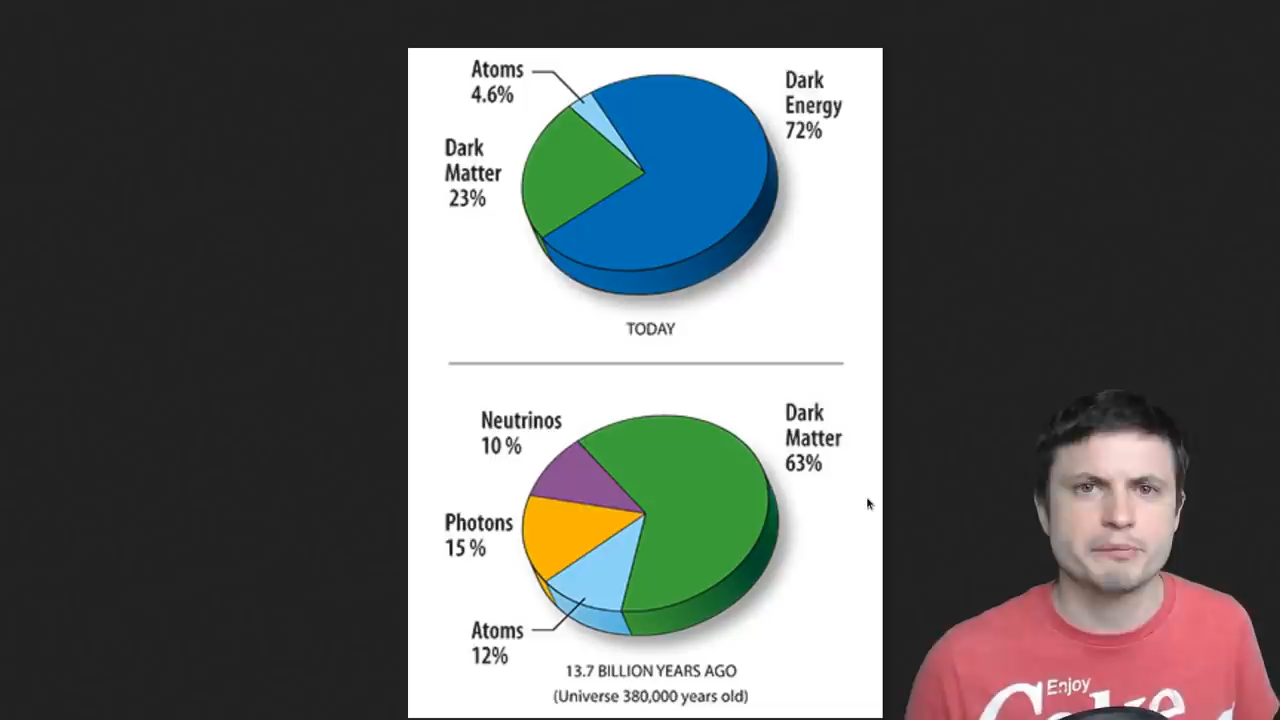 Atoms
4.6%
Dark
Energy
72%
Dark
Matter
23%
TODAY
Neutrinos
10 %
Dark
Matter
63%
Photons
15 %
Atoms
12%
13.7 BILLION YEARS AGO
(Universe 380,000 years old)
Enjoy
Coke